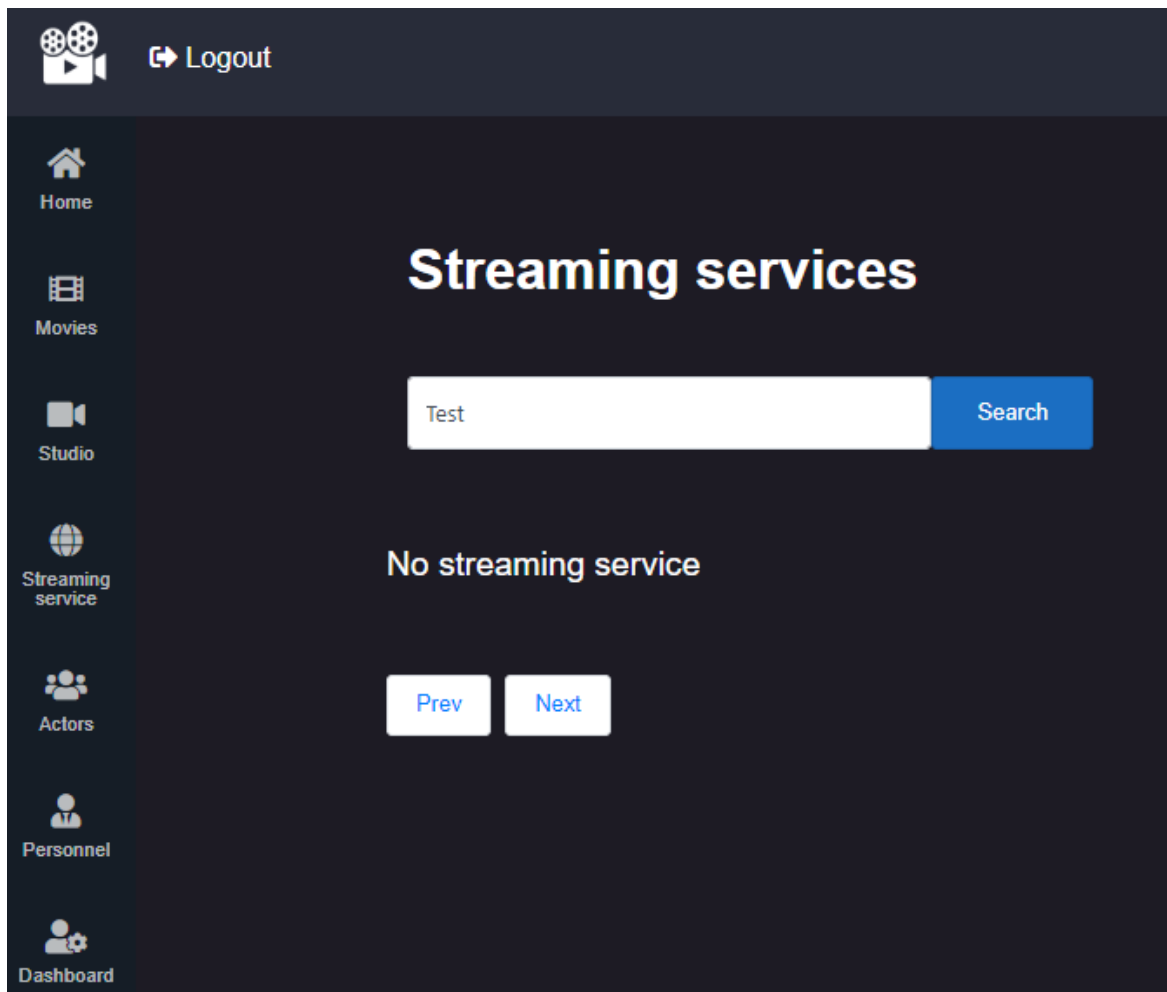 Logout
Home
Movies
Studio
Streaming
service
Actors
Personnel
Dashboard
Streaming services
Test
Search
No streaming service
Prev
Next